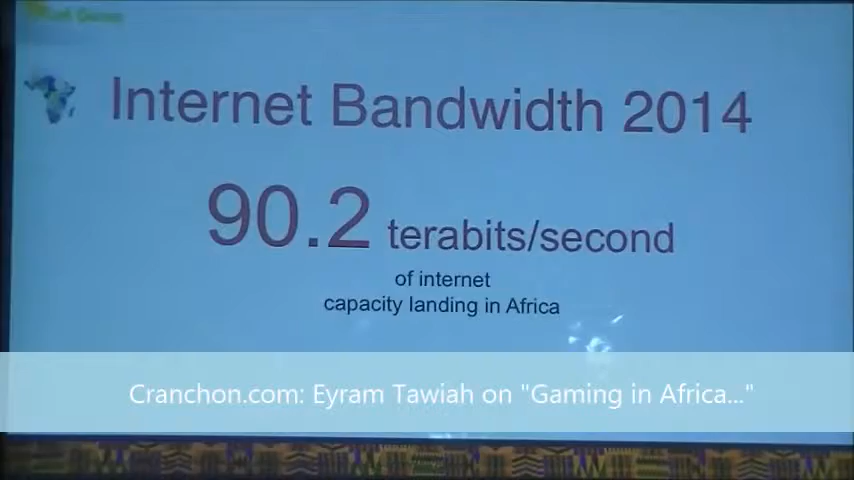 Internet Bandwidth 2014
90.2 terabits/second
of internet
capacity landing in Africa
Cranchon.com: Eyram Tawiah on "Gaming in Africa..."